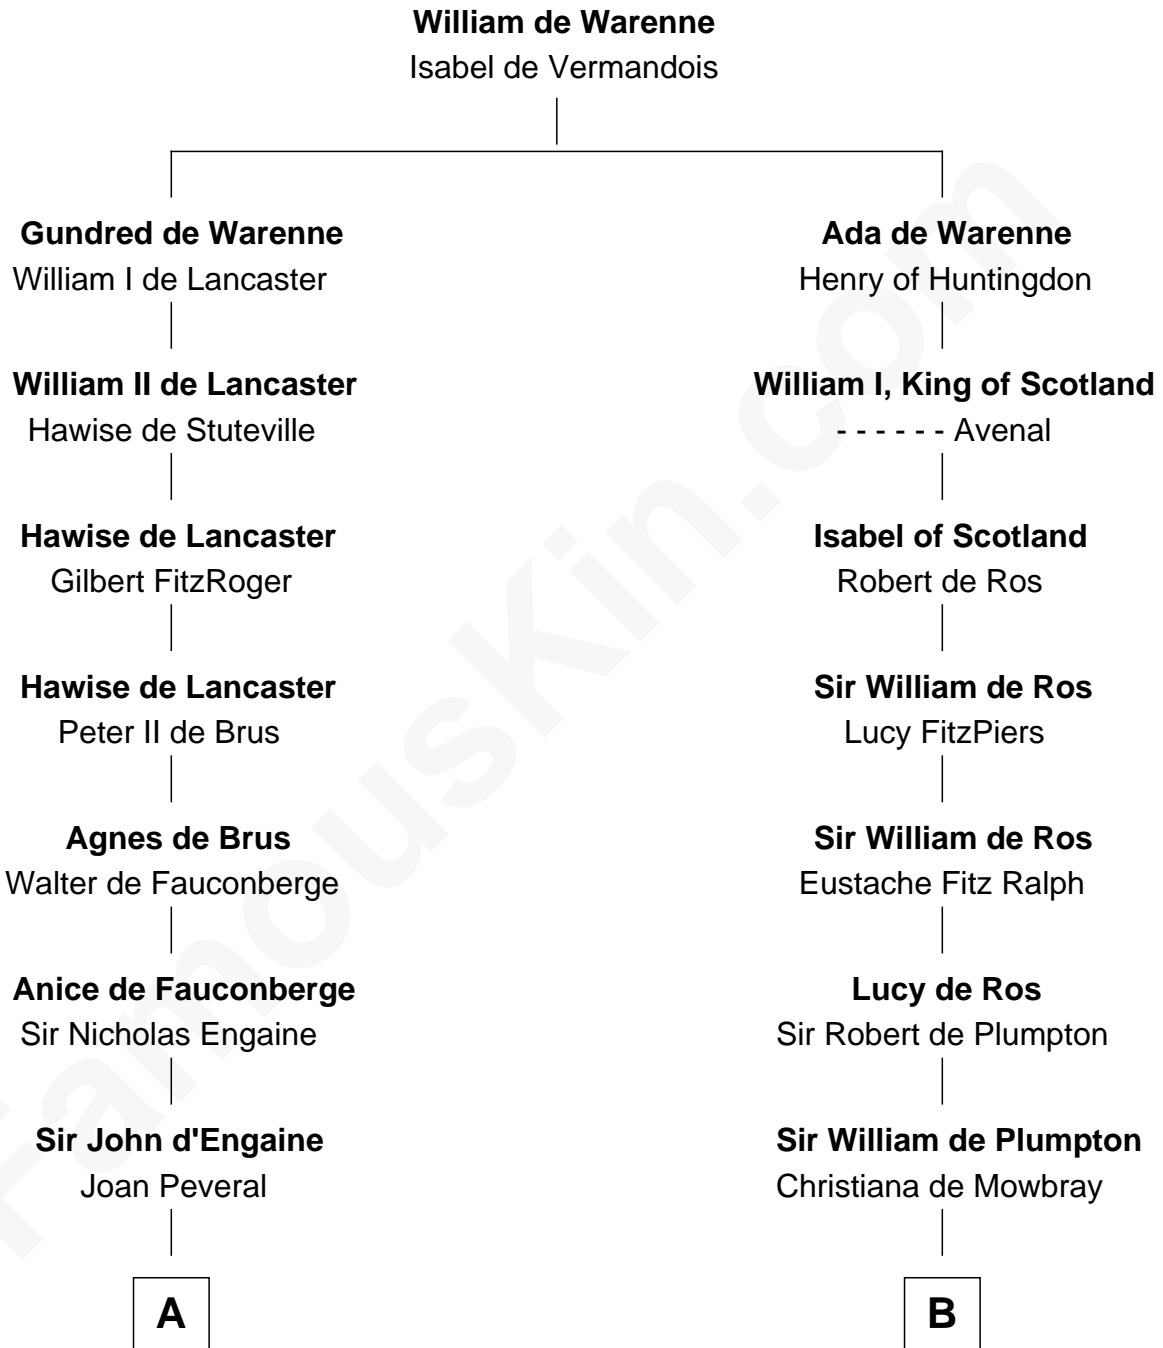 William de Warenne
Isabel de Vermandois
Gundred de Warenne
William I de Lancaster
Ada de Warenne
Henry of Huntingdon
William II de Lancaster
Hawise de Stuteville
William I, King of Scotland
- - - - - - Avenal
Hawise de Lancaster
Gilbert FitzRoger
Isabel of Scotland
Robert de Ros
Hawise de Lancaster
Peter II de Brus
Sir William de Ros
Lucy FitzPiers
Agnes de Brus
Walter de Fauconberge
Sir William de Ros
Eustache Fitz Ralph
Anice de Fauconberge
Sir Nicholas Engaine
Lucy de Ros
Sir Robert de Plumpton
Sir John d'Engaine
Joan Peveral
Sir William de Plumpton
Christiana de Mowbray
A
B
FamousKin.com